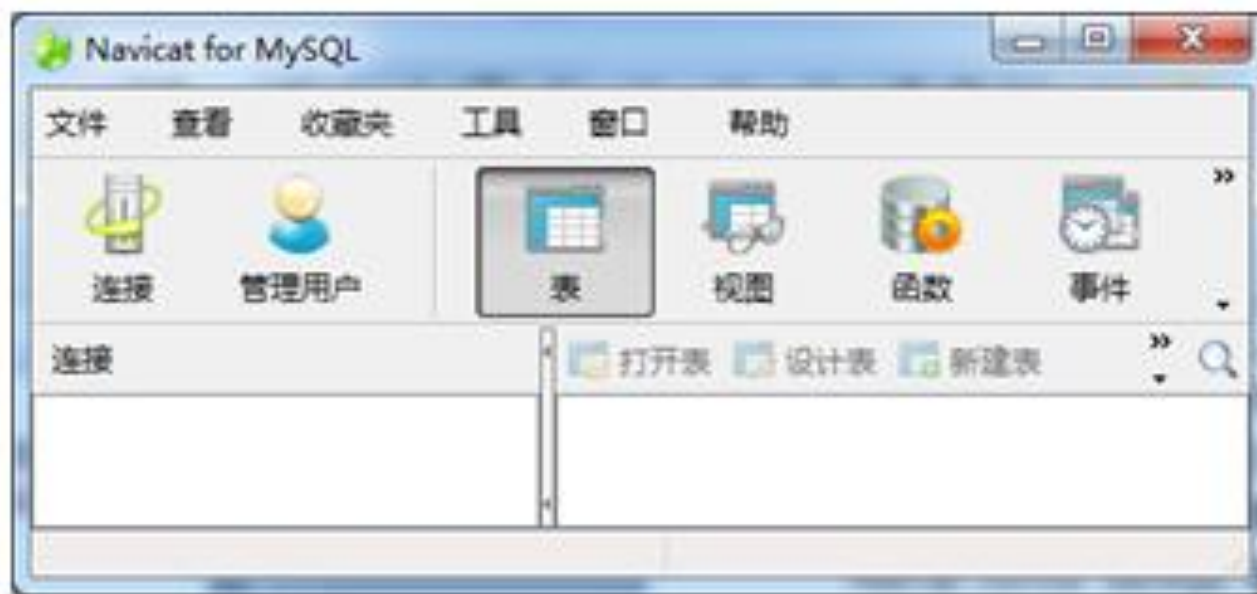 Navicat for MySQL
文件 查看 收藏夹 工具 窗口 帮助
连接 管理用户 表 视图 函数 事件
连接 打开表 设计表 新建表